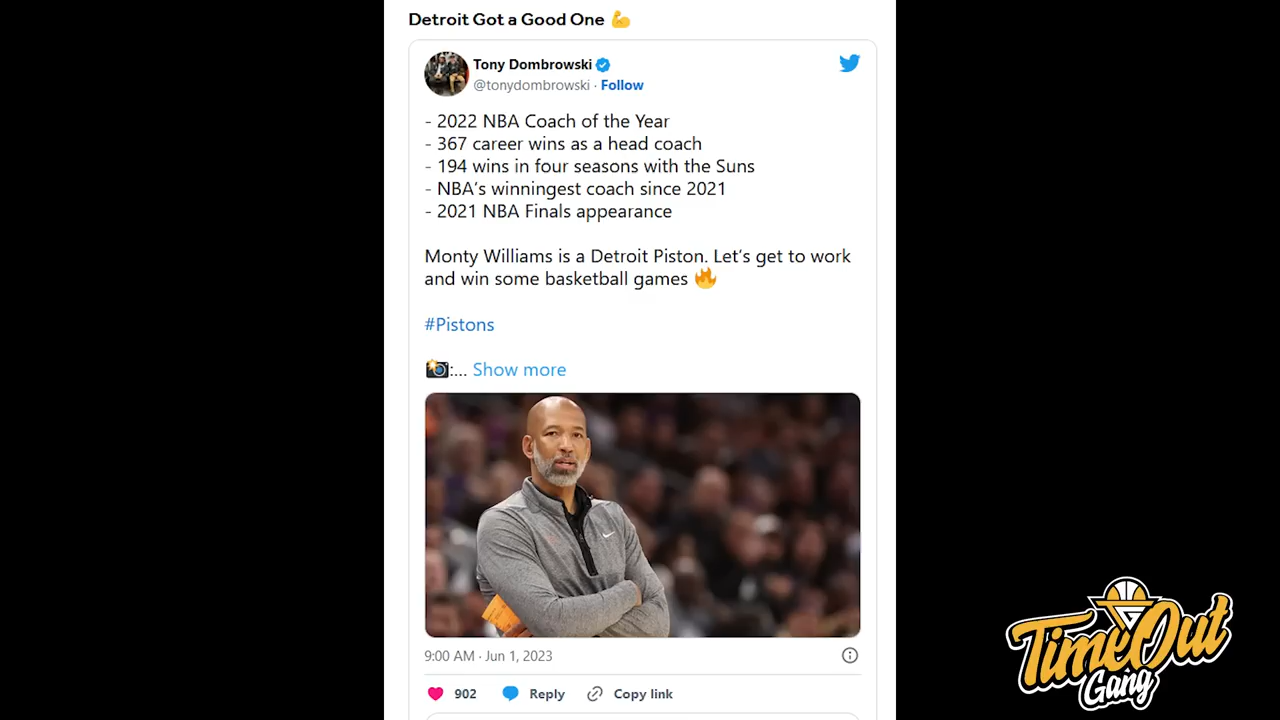 Detroit Got a Good One 💪
Tony Dombrowski
@tonydombrowski · Follow
- 2022 NBA Coach of the Year
- 367 career wins as a head coach
- 194 wins in four seasons with the Suns
- NBA's winningest coach since 2021
- 2021 NBA Finals appearance
Monty Williams is a Detroit Piston. Let's get to work
and win some basketball games 🔥
#Pistons
📸:... Show more
9:00 AM · Jun 1, 2023
902 Reply Copy link
TimeOut
Gang